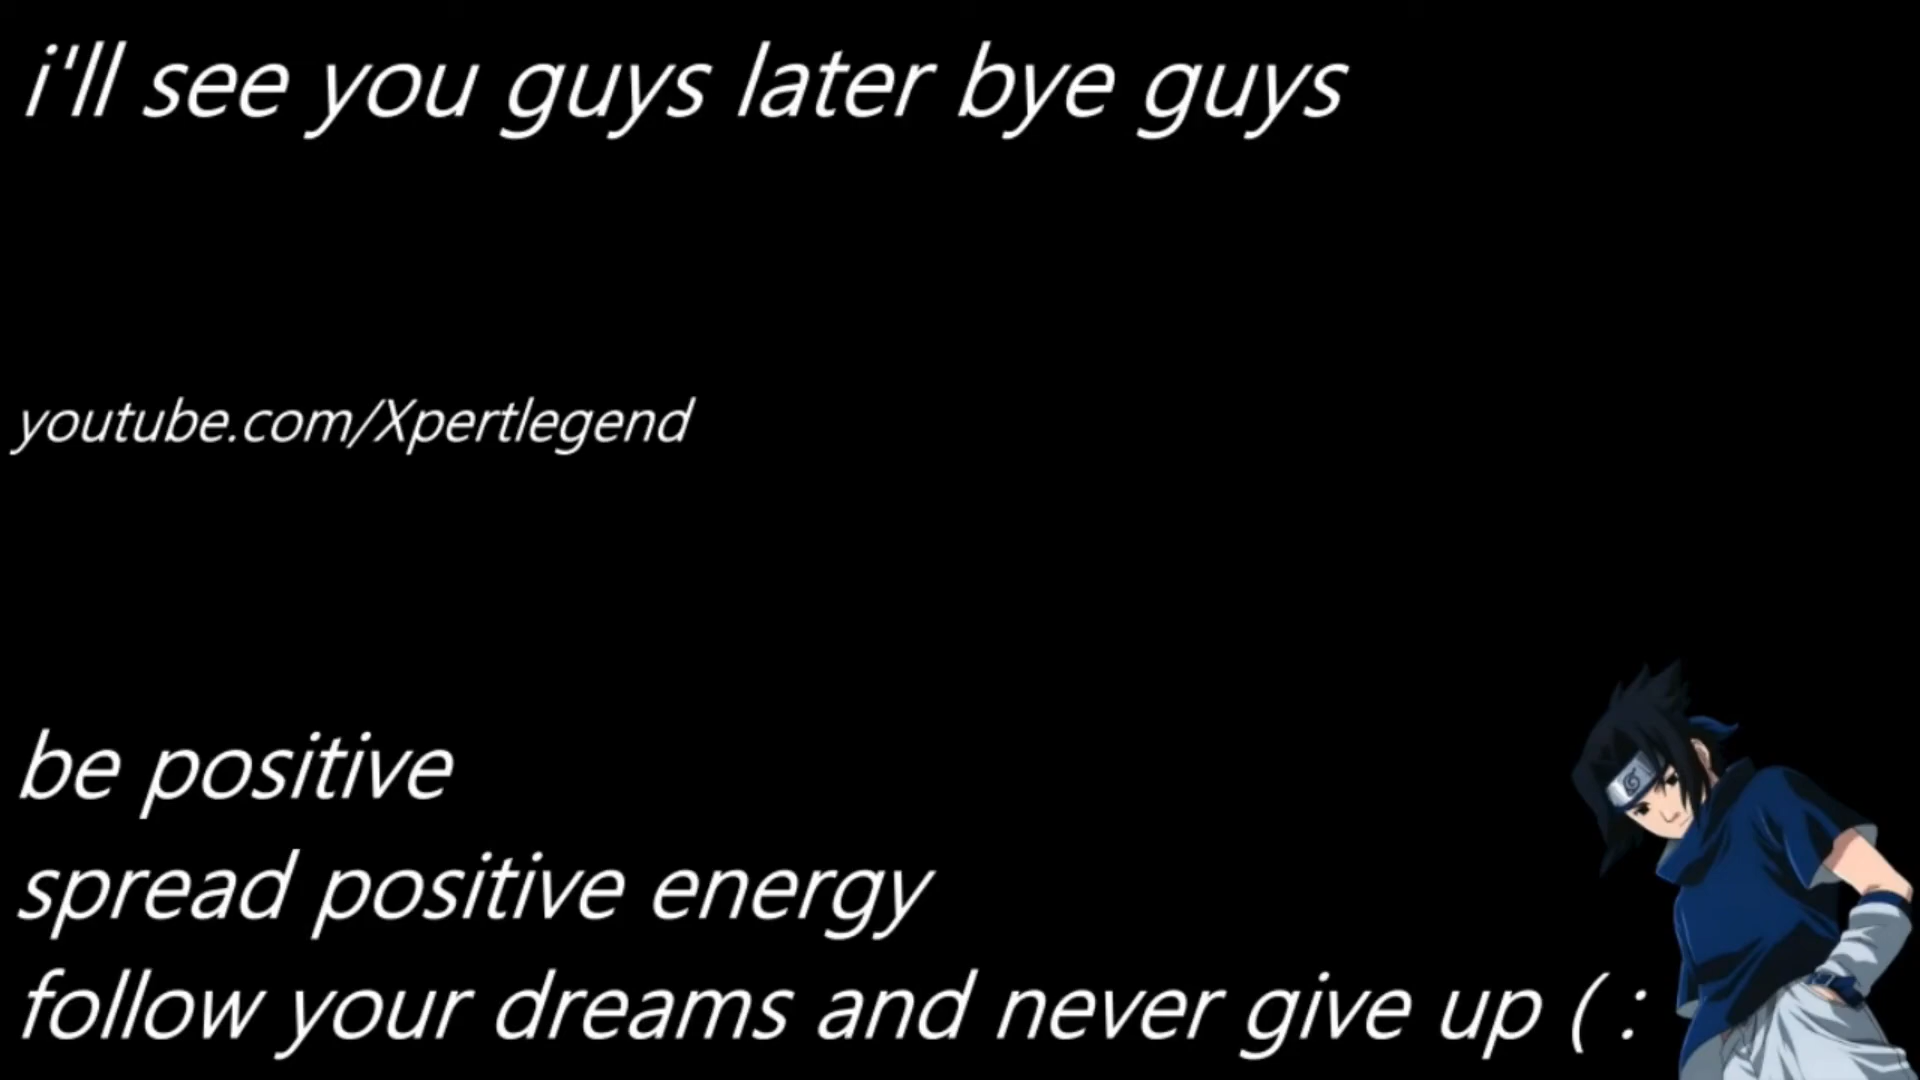 i'll see you guys later bye guys
youtube.com/Xpertlegend
be positive
spread positive energy
follow your dreams and never give up ( :